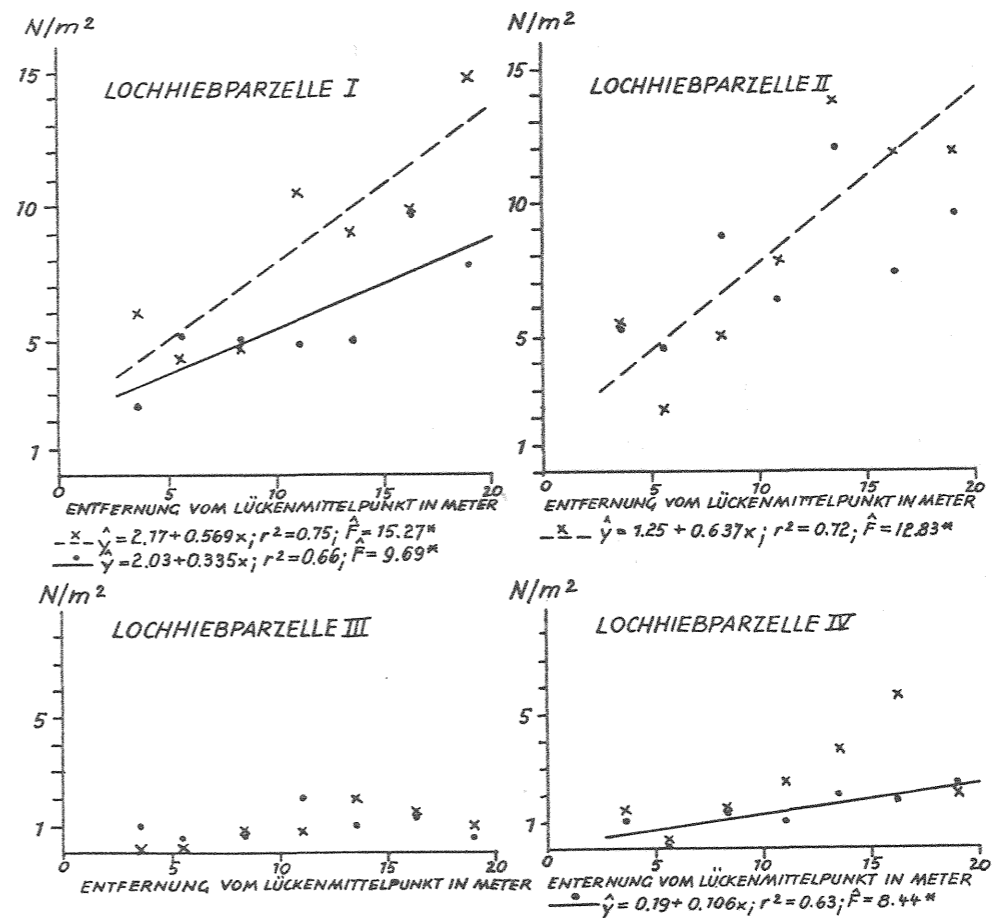 N/m²
LOCHHIEBPARZELLE I
15
10
5
1
0 5 10 15 20
ENTFERNUNG VOM LÜCKENMITTELPUNKT IN METER
_x_ ŷ=2.17+0.569x; r²=0.75; F̂=15.27*
—•— ŷ=2.03+0.335x; r²=0.66; F̂=9.69*
N/m²
LOCHHIEBPARZELLE II
15
10
5
1
0 5 10 15 20
ENTFERNUNG VOM LÜCKENMITTELPUNKT IN METER
_x_ ŷ=1.25+0.637x; r²=0.72; F̂=12.83*
N/m²
LOCHHIEBPARZELLE III
5
1
0 5 10 15 20
ENTFERNUNG VOM LÜCKENMITTELPUNKT IN METER
N/m²
LOCHHIEBPARZELLE IV
5
1
0 5 10 15 20
ENTERNUNG VOM LÜCKENMITTELPUNKT IN METER
—•— ŷ=0.19+0.106x; r²=0.63; F̂=8.44*